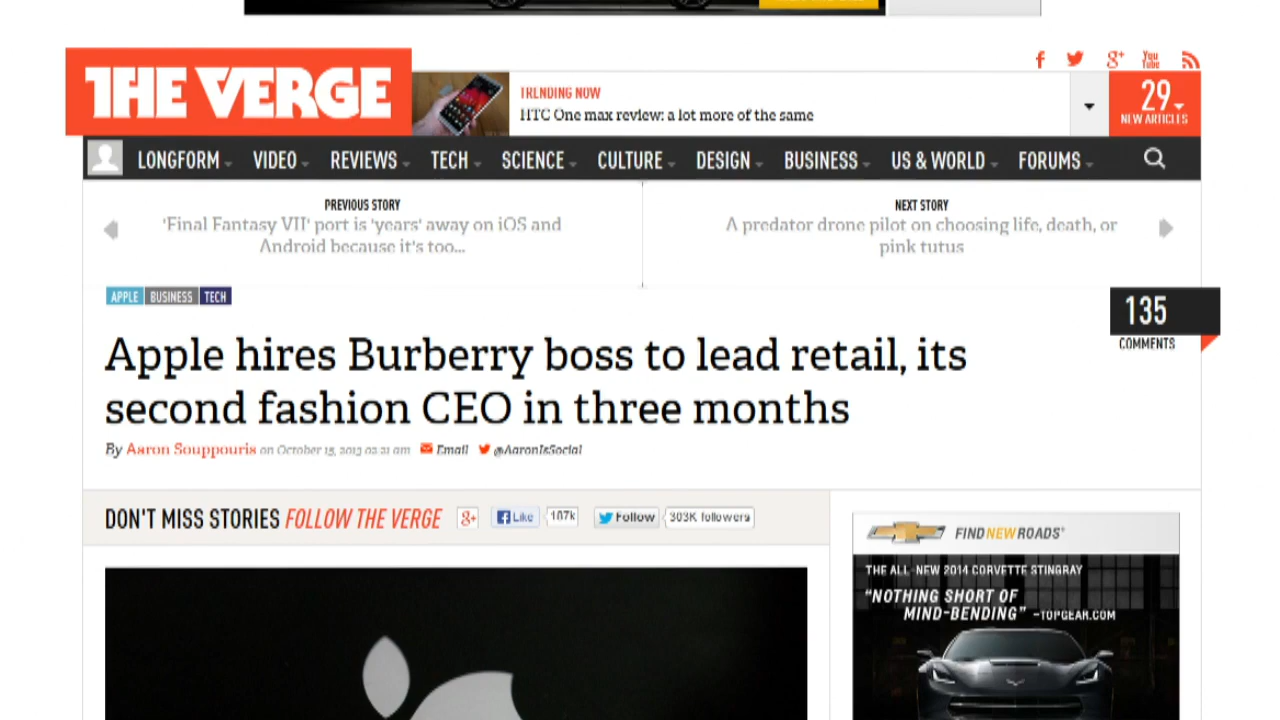 THE VERGE
TRENDING NOW
HTC One max review: a lot more of the same
29
NEW ARTICLES
LONGFORM VIDEO REVIEWS TECH SCIENCE CULTURE DESIGN BUSINESS US & WORLD FORUMS
PREVIOUS STORY
'Final Fantasy VII' port is 'years' away on iOS and
Android because it's too...
NEXT STORY
A predator drone pilot on choosing life, death, or
pink tutus
APPLE BUSINESS TECH
135
COMMENTS
Apple hires Burberry boss to lead retail, its
second fashion CEO in three months
By Aaron Souppouris on October 15, 2013 02:21 am Email @AaronIsSocial
DON'T MISS STORIES FOLLOW THE VERGE
g+ Like 187k Follow 303K followers
FIND NEW ROADS
THE ALL-NEW 2014 CORVETTE STINGRAY
"NOTHING SHORT OF
MIND-BENDING" –TOPGEAR.COM